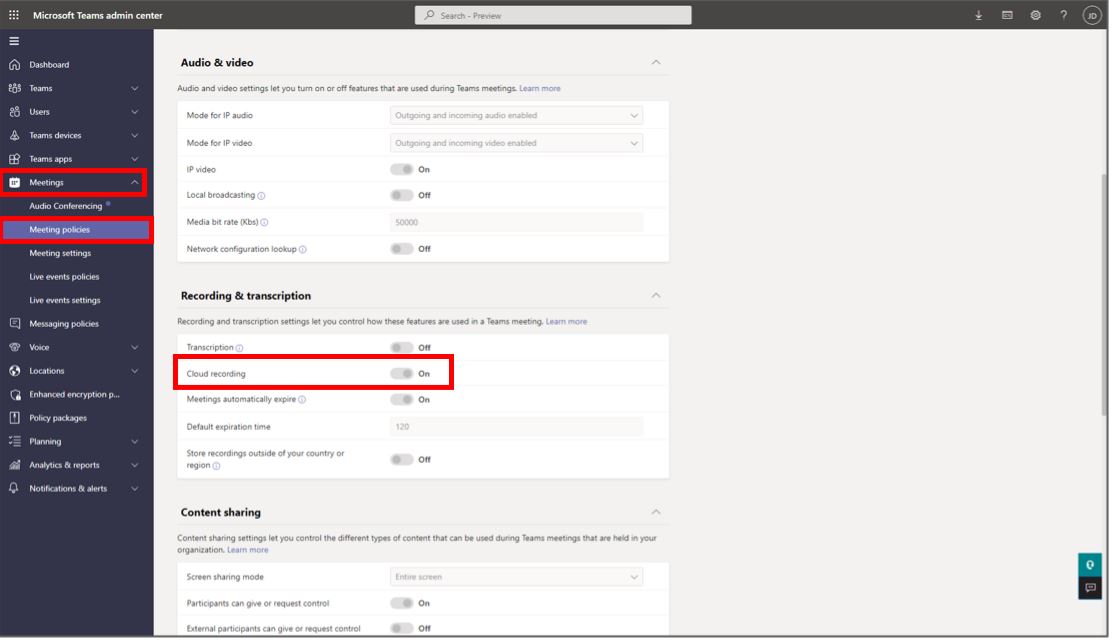 Microsoft Teams admin center
Search - Preview
?
JD
Dashboard
Teams
Users
Teams devices
Teams apps
Meetings
Audio Conferencing
Meeting policies
Meeting settings
Live events policies
Live events settings
Messaging policies
Voice
Locations
Enhanced encryption p...
Policy packages
Planning
Analytics & reports
Notifications & alerts
Audio & video
Audio and video settings let you turn on or off features that are used during Teams meetings. Learn more
Mode for IP audio Outgoing and incoming audio enabled
Mode for IP video Outgoing and incoming video enabled
IP video On
Local broadcasting Off
Media bit rate (Kbs) 50000
Network configuration lookup Off
Recording & transcription
Recording and transcription settings let you control how these features are used in a Teams meeting. Learn more
Transcription Off
Cloud recording On
Meetings automatically expire On
Default expiration time 120
Store recordings outside of your country or
region Off
Content sharing
Content sharing settings let you control the different types of content that can be used during Teams meetings that are held in your
organization. Learn more
Screen sharing mode Entire screen
Participants can give or request control On
External participants can give or request control Off